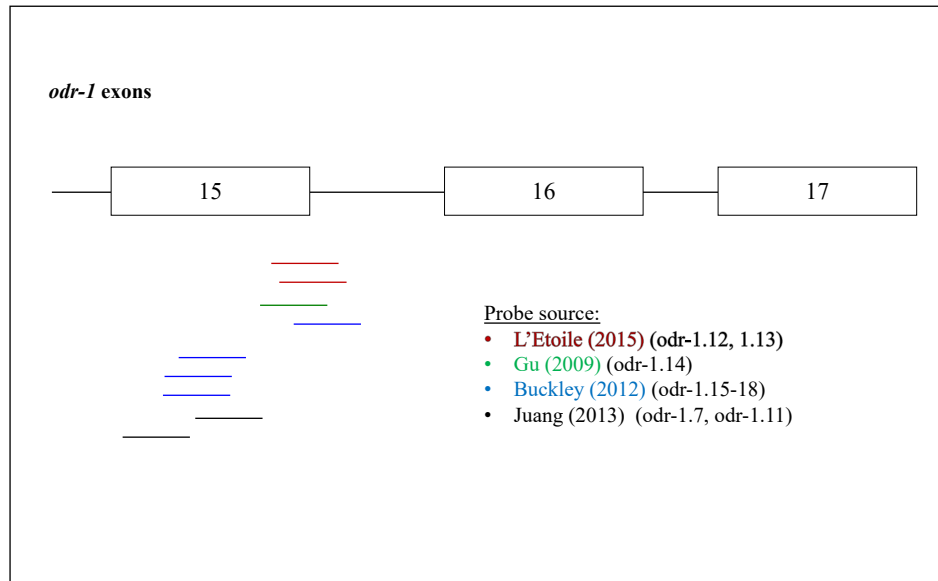 odr-1 exons
15
16
17
Probe source:
• L'Etoile (2015) (odr-1.12, 1.13)
• Gu (2009) (odr-1.14)
• Buckley (2012) (odr-1.15-18)
• Juang (2013) (odr-1.7, odr-1.11)